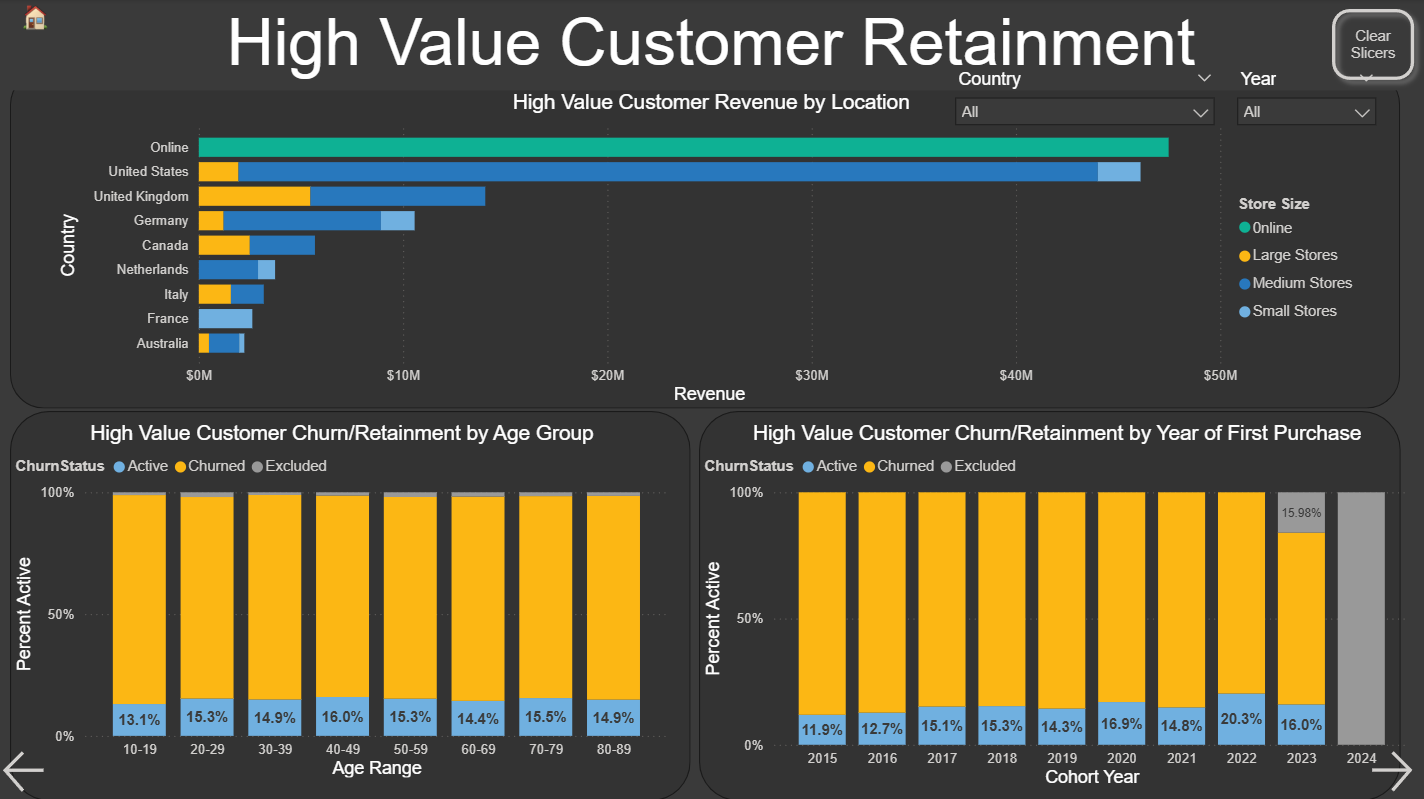 High Value Customer Retainment
Clear
Slicers
Country
Year
High Value Customer Revenue by Location
All
All
Online
United States
United Kingdom
Germany
Canada
Netherlands
Italy
France
Australia
Country
$0M $10M $20M $30M $40M $50M
Revenue
Store Size
0nline
Large Stores
Medium Stores
Small Stores
High Value Customer Churn/Retainment by Age Group
ChurnStatus Active Churned Excluded
100%
50%
0%
Percent Active
13.1% 15.3% 14.9% 16.0% 15.3% 14.4% 15.5% 14.9%
10-19 20-29 30-39 40-49 50-59 60-69 70-79 80-89
Age Range
High Value Customer Churn/Retainment by Year of First Purchase
ChurnStatus Active Churned Excluded
100%
50%
0%
Percent Active
15.98%
11.9% 12.7% 15.1% 15.3% 14.3% 16.9% 14.8% 20.3% 16.0%
2015 2016 2017 2018 2019 2020 2021 2022 2023 2024
Cohort Year